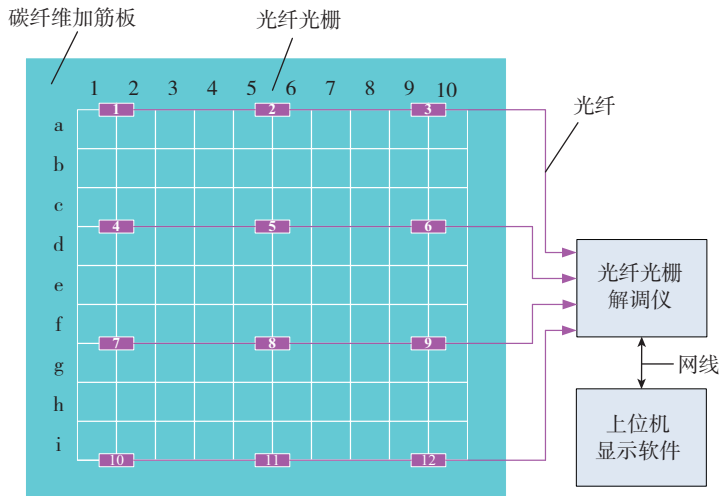 碳纤维加筋板
光纤光栅
1 2 3 4 5 6 7 8 9 10
1 2 3
光纤
a
b
c
4 5 6
d
e
f
7 8 9
g
h
i
10 11 12
光纤光栅
解调仪
网线
上位机
显示软件